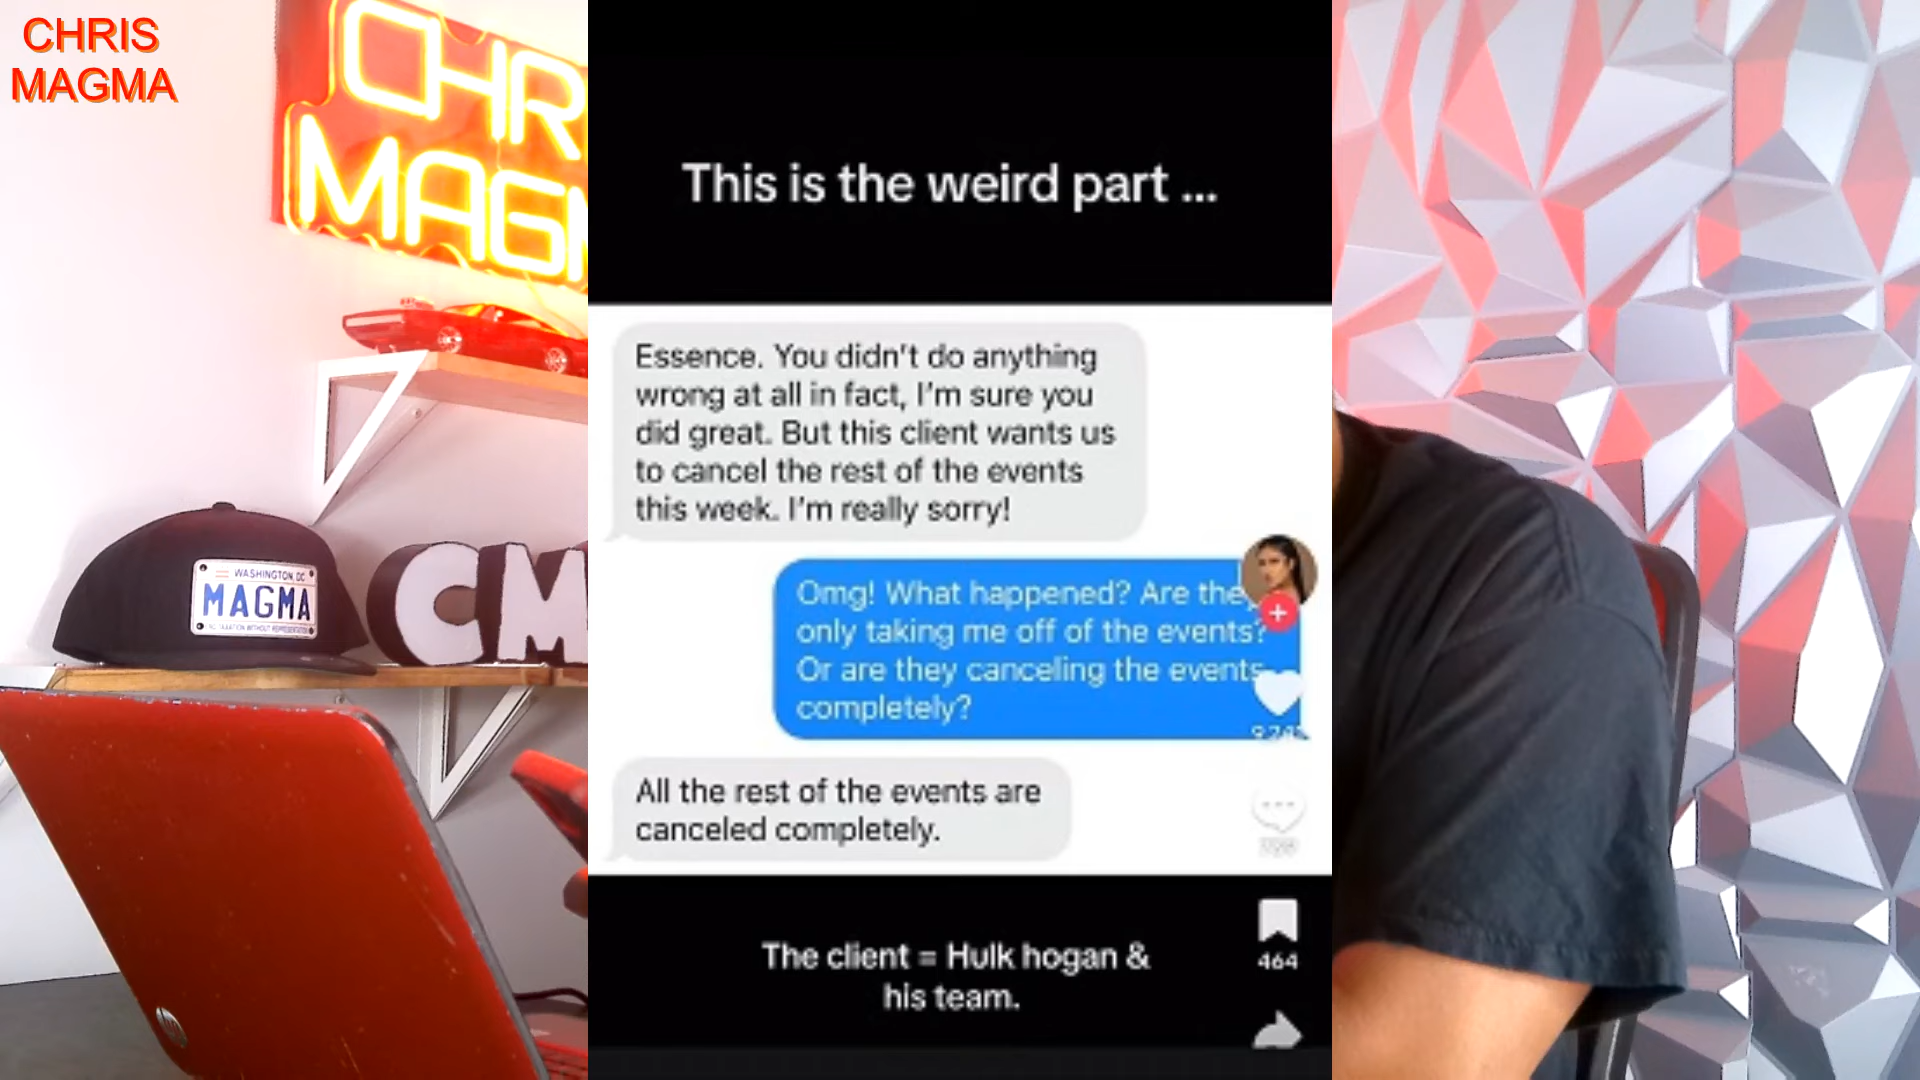 CHRIS
MAGMA
CHR
MAGM
This is the weird part ...
Essence. You didn't do anything
wrong at all in fact, I'm sure you
did great. But this client wants us
to cancel the rest of the events
this week. I'm really sorry!
Omg! What happened? Are they
only taking me off of the events?
Or are they canceling the events
completely?
All the rest of the events are
canceled completely.
464
The client = Hulk hogan &
his team.
WASHINGTON, DC
MAGMA
CM
hp